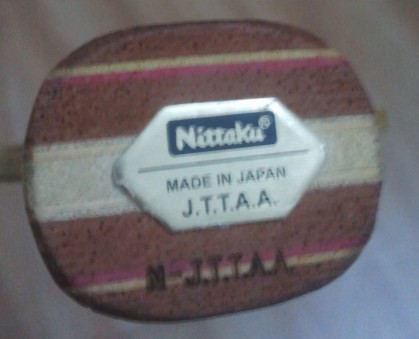 Nittaku®
MADE IN JAPAN
J.T.T.A.A.
M-J.T.T.A.A.